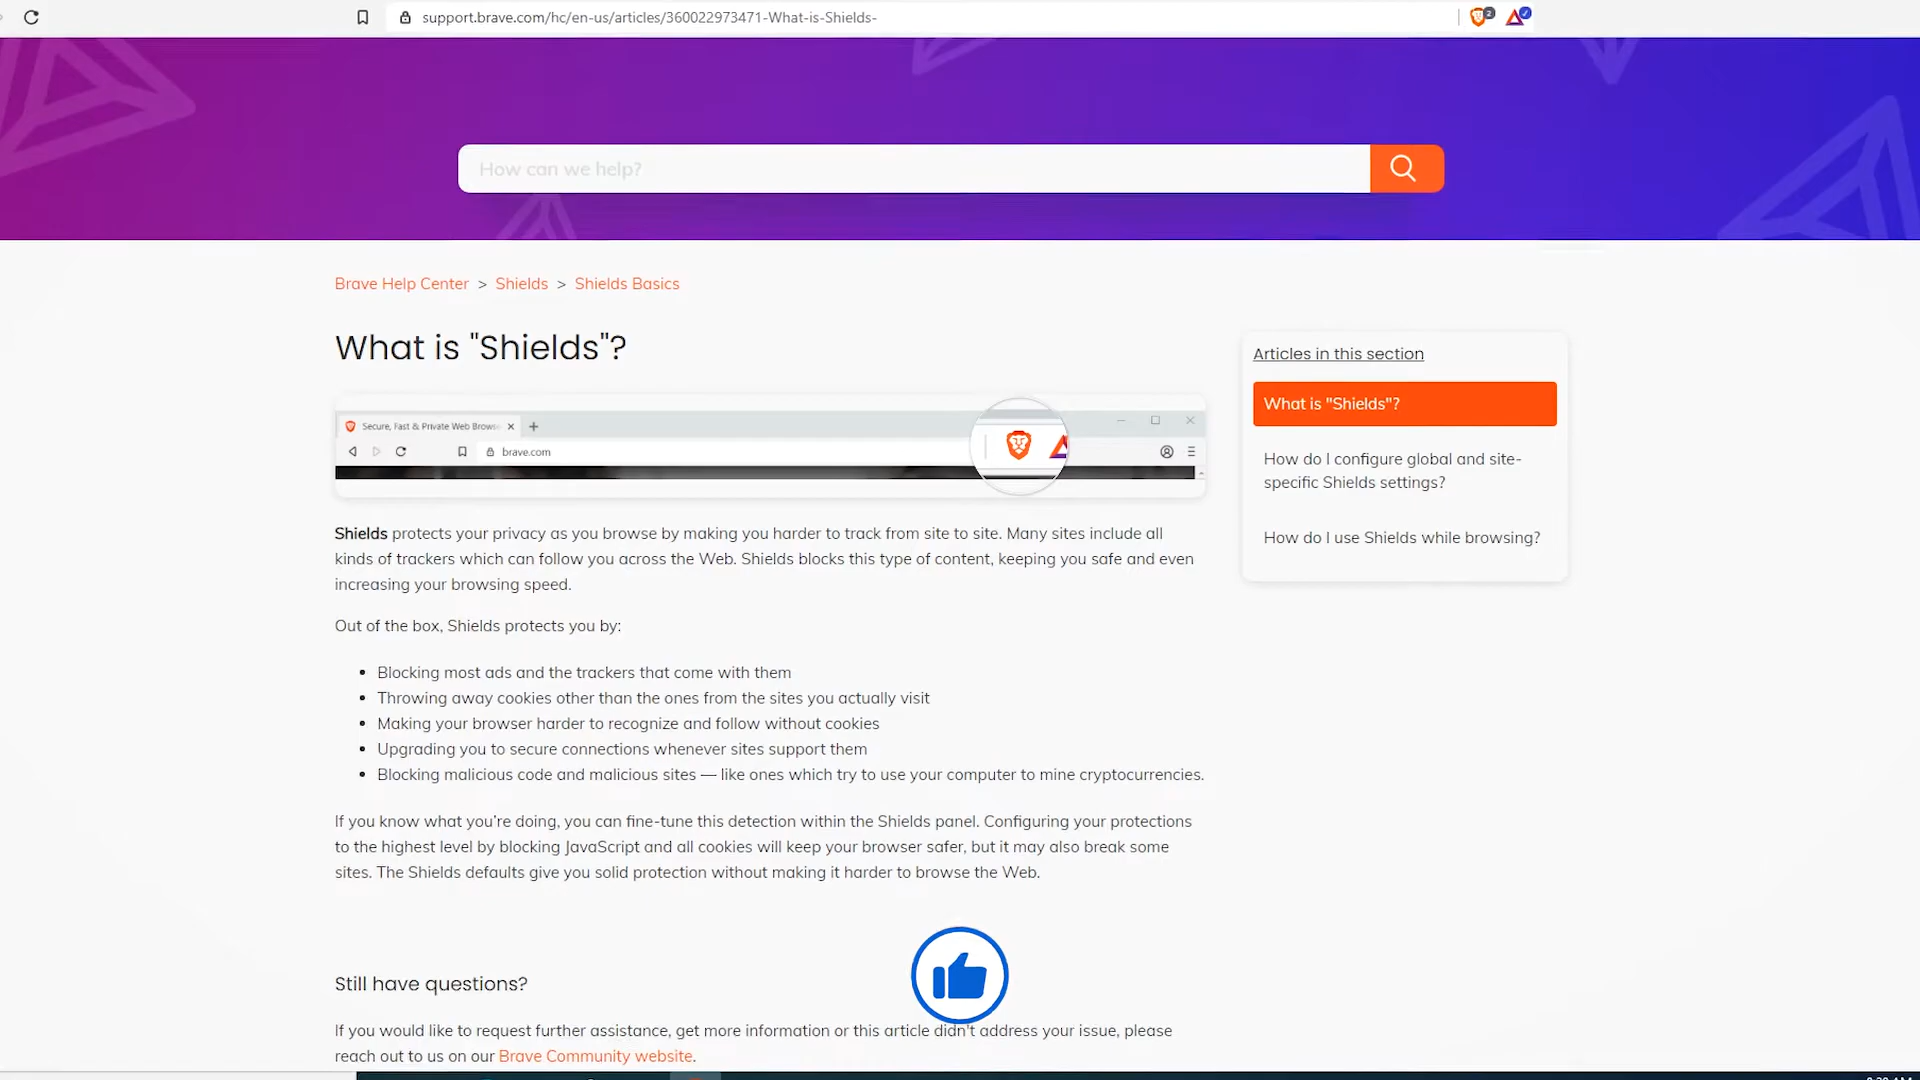 support.brave.com/hc/en-us/articles/360022973471-What-is-Shields-
2
How can we help?
Brave Help Center > Shields > Shields Basics
What is "Shields"?
Secure, Fast & Private Web Brows
brave.com
Shields protects your privacy as you browse by making you harder to track from site to site. Many sites include all
kinds of trackers which can follow you across the Web. Shields blocks this type of content, keeping you safe and even
increasing your browsing speed.
Out of the box, Shields protects you by:
• Blocking most ads and the trackers that come with them
• Throwing away cookies other than the ones from the sites you actually visit
• Making your browser harder to recognize and follow without cookies
• Upgrading you to secure connections whenever sites support them
• Blocking malicious code and malicious sites — like ones which try to use your computer to mine cryptocurrencies.
If you know what you're doing, you can fine-tune this detection within the Shields panel. Configuring your protections
to the highest level by blocking JavaScript and all cookies will keep your browser safer, but it may also break some
sites. The Shields defaults give you solid protection without making it harder to browse the Web.
Still have questions?
If you would like to request further assistance, get more information or this article didn't address your issue, please
reach out to us on our Brave Community website.
Articles in this section
What is "Shields"?
How do I configure global and site-
specific Shields settings?
How do I use Shields while browsing?